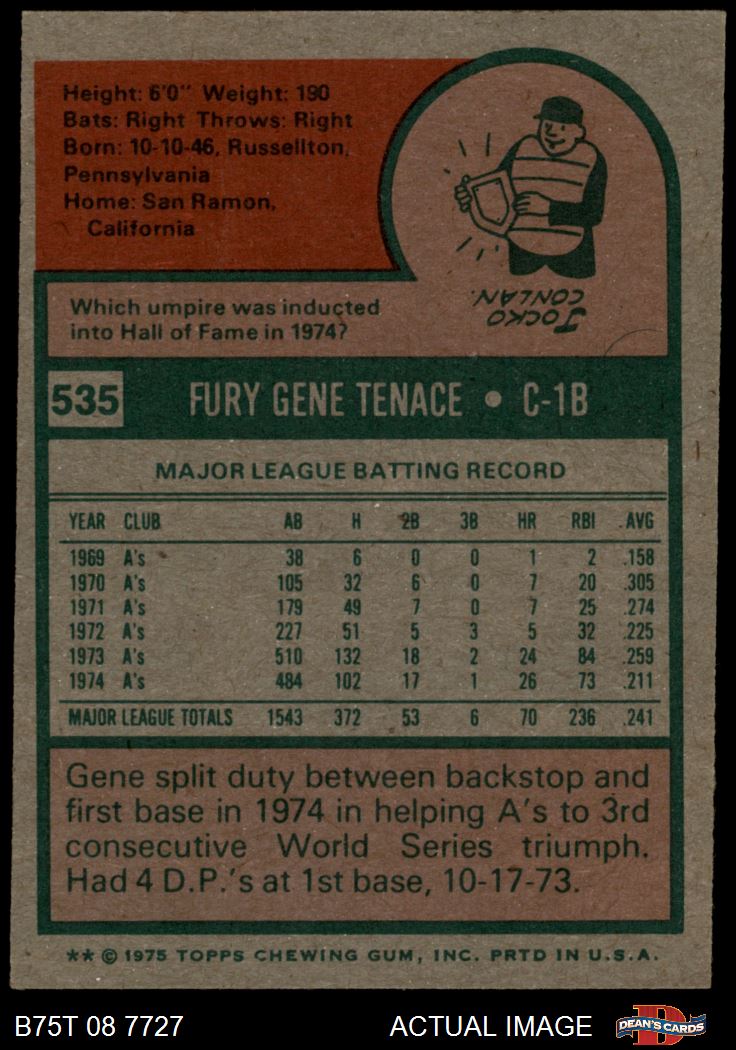 Height: 6'0" Weight: 190
Bats: Right Throws: Right
Born: 10-10-46, Russellton,
Pennsylvania
Home: San Ramon,
California
Which umpire was inducted
into Hall of Fame in 1974?
JOCKO
CONLAN.
535 FURY GENE TENACE • C-1B
MAJOR LEAGUE BATTING RECORD
YEAR CLUB AB H 2B 3B HR RBI AVG
1969 A's 38 6 0 0 1 2 .158
1970 A's 105 32 6 0 7 20 .305
1971 A's 179 49 7 0 7 25 .274
1972 A's 227 51 5 3 5 32 .225
1973 A's 510 132 18 2 24 84 .259
1974 A's 484 102 17 1 26 73 .211
MAJOR LEAGUE TOTALS 1543 372 53 6 70 236 .241
Gene split duty between backstop and
first base in 1974 in helping A's to 3rd
consecutive World Series triumph.
Had 4 D.P.'s at 1st base, 10-17-73.
** © 1975 TOPPS CHEWING GUM, INC. PRTD IN U.S.A.
B75T 08 7727 ACTUAL IMAGE DEAN'S CARDS